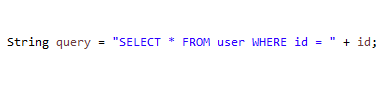 String query = "SELECT * FROM user WHERE id = " + id;